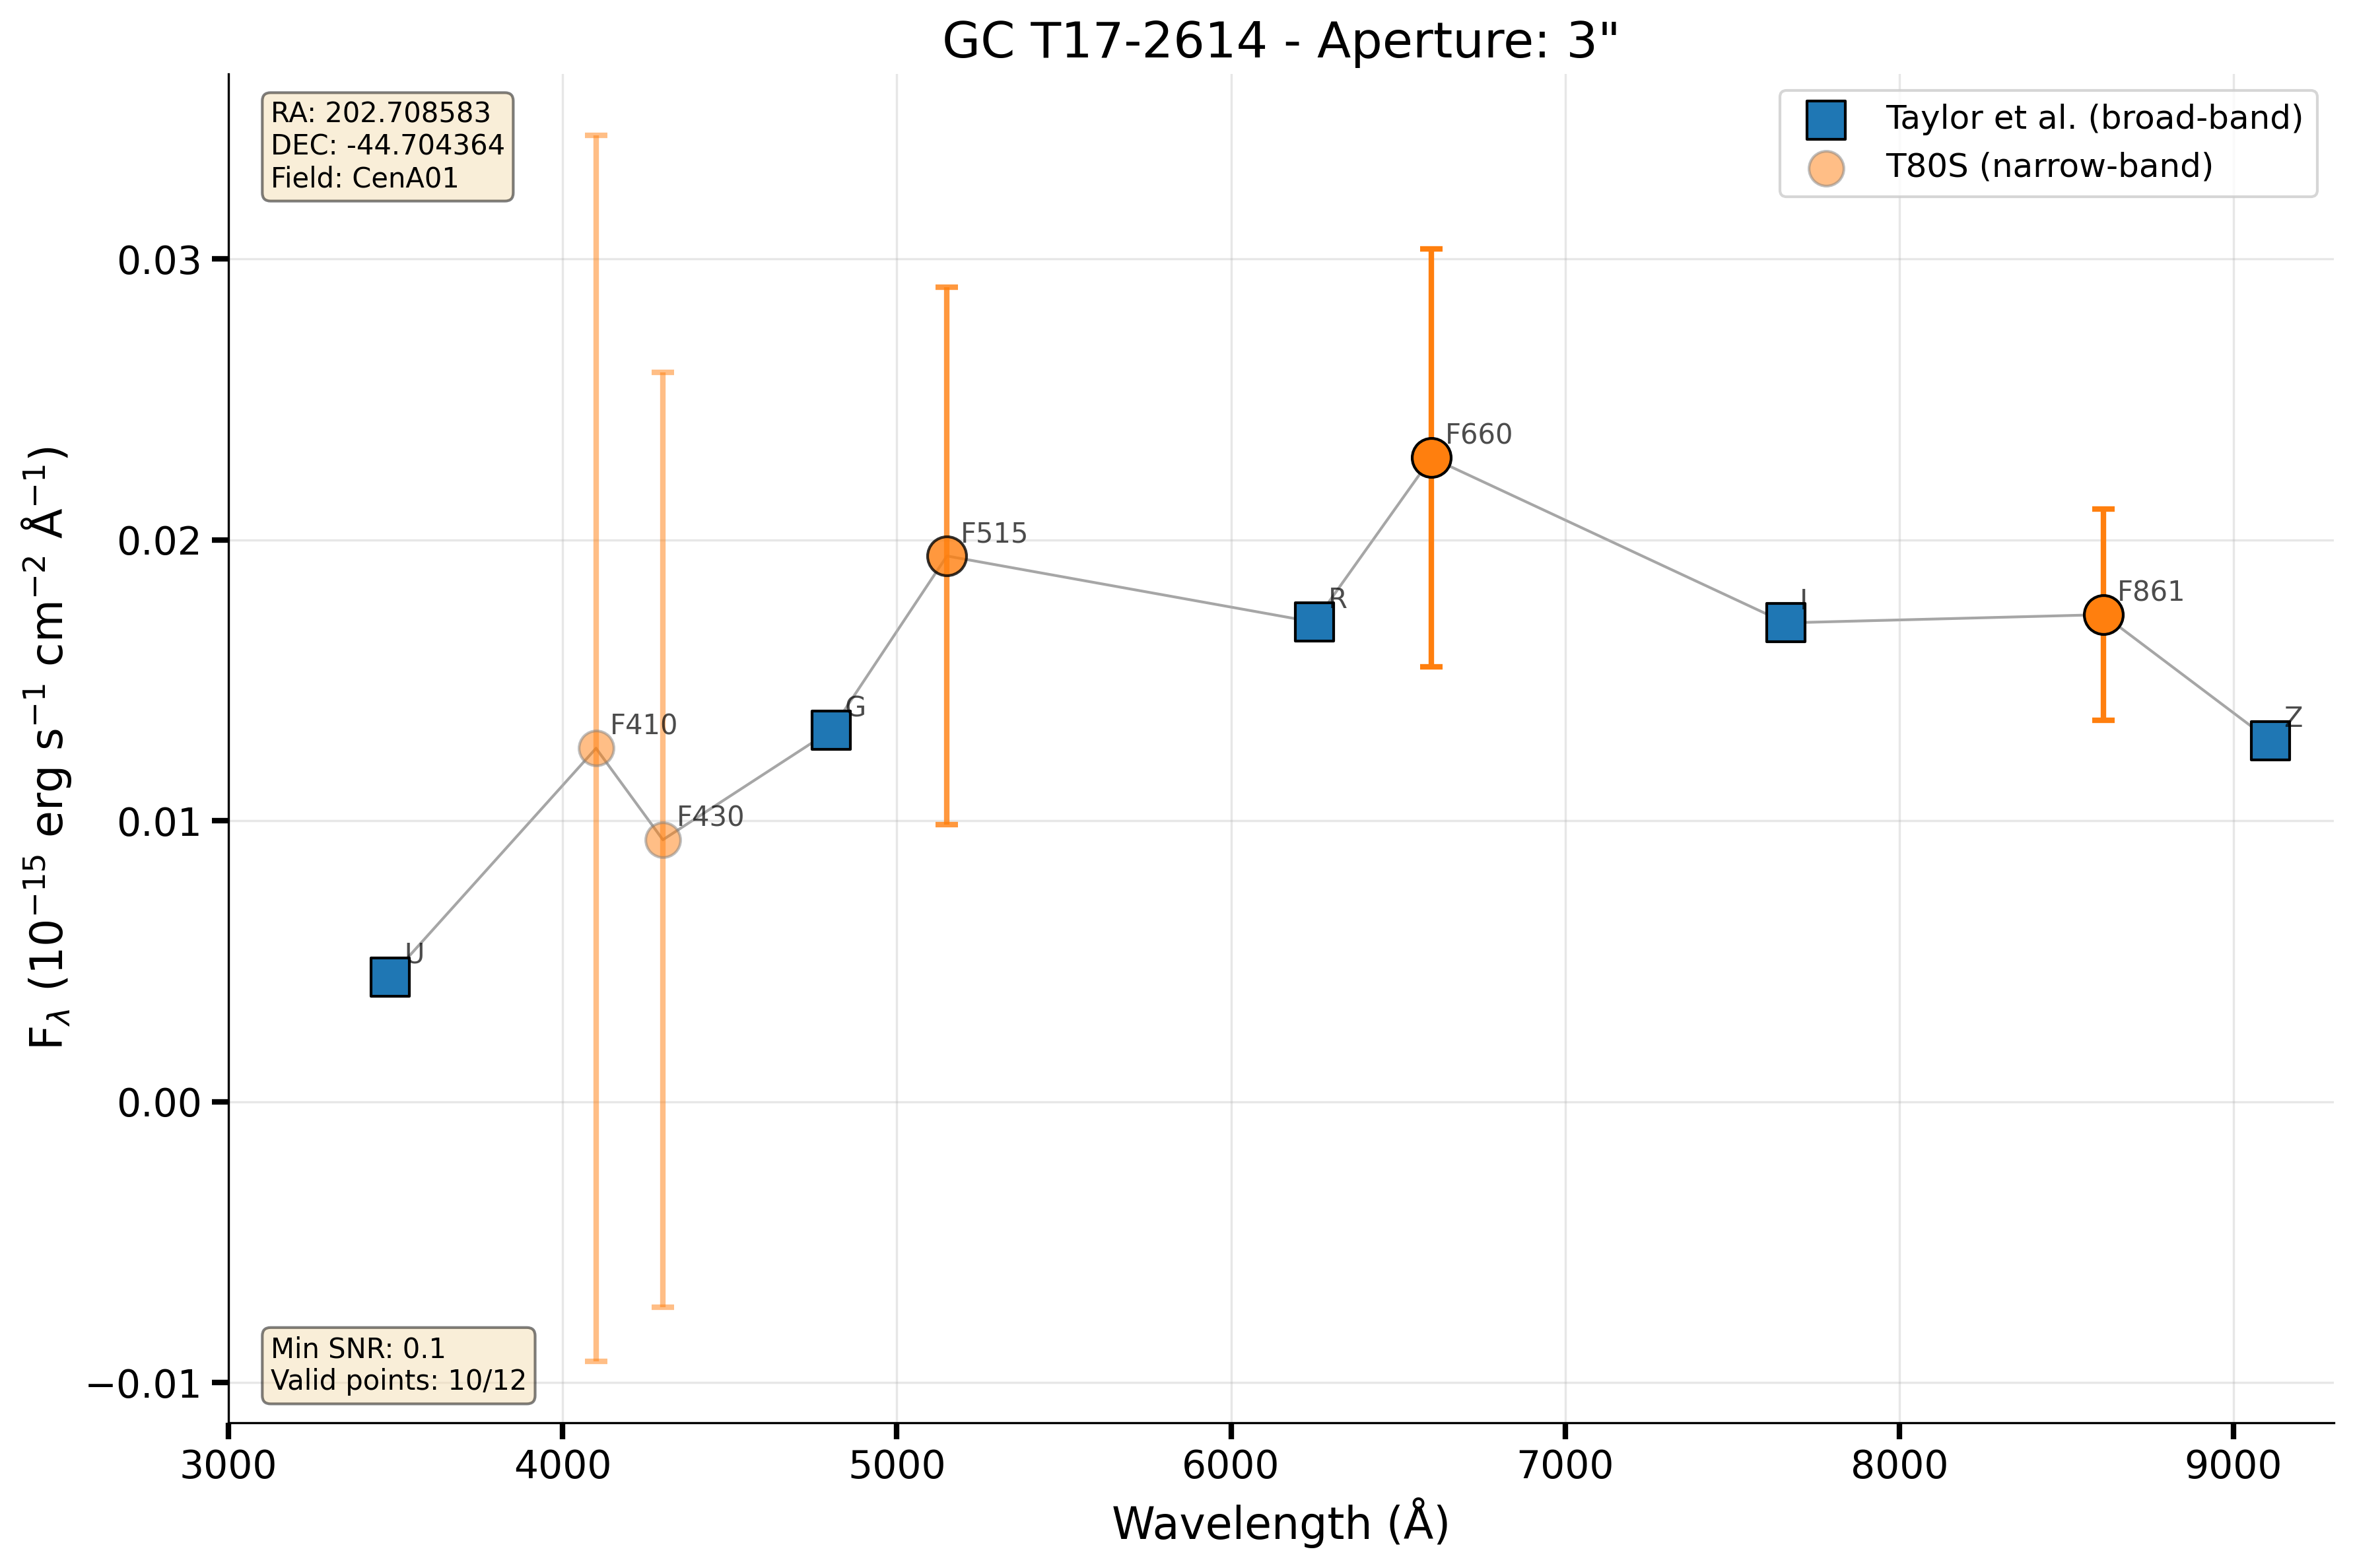 GC T17-2614 - Aperture: 3"
RA: 202.708583
DEC: -44.704364
Field: CenA01
Taylor et al. (broad-band)
T80S (narrow-band)
F_λ (10⁻¹⁵ erg s⁻¹ cm⁻² Å⁻¹)
0.03
0.02
0.01
0.00
−0.01
U
F410
F430
G
F515
R
F660
I
F861
Z
Min SNR: 0.1
Valid points: 10/12
3000 4000 5000 6000 7000 8000 9000
Wavelength (Å)